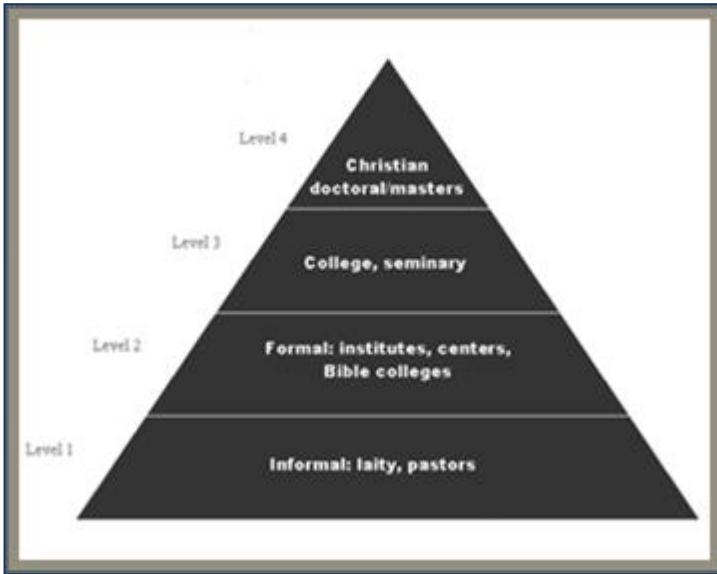 Level 4
Christian
doctoral/masters
Level 3
College, seminary
Level 2
Formal: institutes, centers,
Bible colleges
Level 1
Informal: laity, pastors